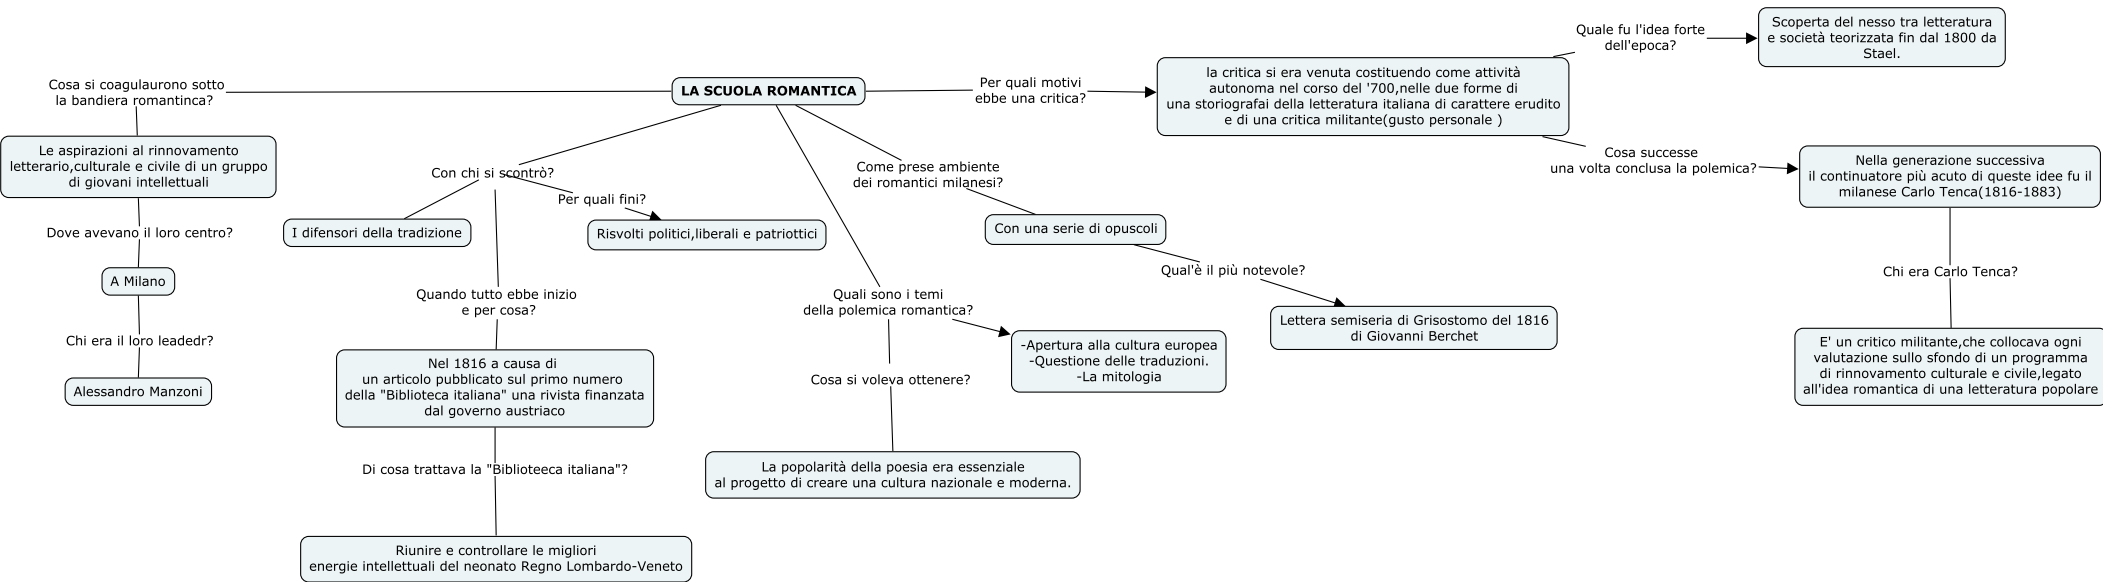 LA SCUOLA ROMANTICA
Cosa si coagulaurono sotto
la bandiera romantinca?
Le aspirazioni al rinnovamento
letterario,culturale e civile di un gruppo
di giovani intellettuali
Dove avevano il loro centro?
A Milano
Chi era il loro leadedr?
Alessandro Manzoni
Con chi si scontrò?
I difensori della tradizione
Per quali fini?
Risvolti politici,liberali e patriottici
Quando tutto ebbe inizio
e per cosa?
Nel 1816 a causa di
un articolo pubblicato sul primo numero
della "Biblioteca italiana" una rivista finanzata
dal governo austriaco
Di cosa trattava la "Biblioteeca italiana"?
Riunire e controllare le migliori
energie intellettuali del neonato Regno Lombardo-Veneto
Quali sono i temi
della polemica romantica?
-Apertura alla cultura europea
-Questione delle traduzioni.
-La mitologia
Cosa si voleva ottenere?
La popolarità della poesia era essenziale
al progetto di creare una cultura nazionale e moderna.
Come prese ambiente
dei romantici milanesi?
Con una serie di opuscoli
Qual'è il più notevole?
Lettera semiseria di Grisostomo del 1816
di Giovanni Berchet
Per quali motivi
ebbe una critica?
la critica si era venuta costituendo come attività
autonoma nel corso del '700,nelle due forme di
una storiografai della letteratura italiana di carattere erudito
e di una critica militante(gusto personale )
Quale fu l'idea forte
dell'epoca?
Scoperta del nesso tra letteratura
e società teorizzata fin dal 1800 da
Stael.
Cosa successe
una volta conclusa la polemica?
Nella generazione successiva
il continuatore più acuto di queste idee fu il
milanese Carlo Tenca(1816-1883)
Chi era Carlo Tenca?
E' un critico militante,che collocava ogni
valutazione sullo sfondo di un programma
di rinnovamento culturale e civile,legato
all'idea romantica di una letteratura popolare